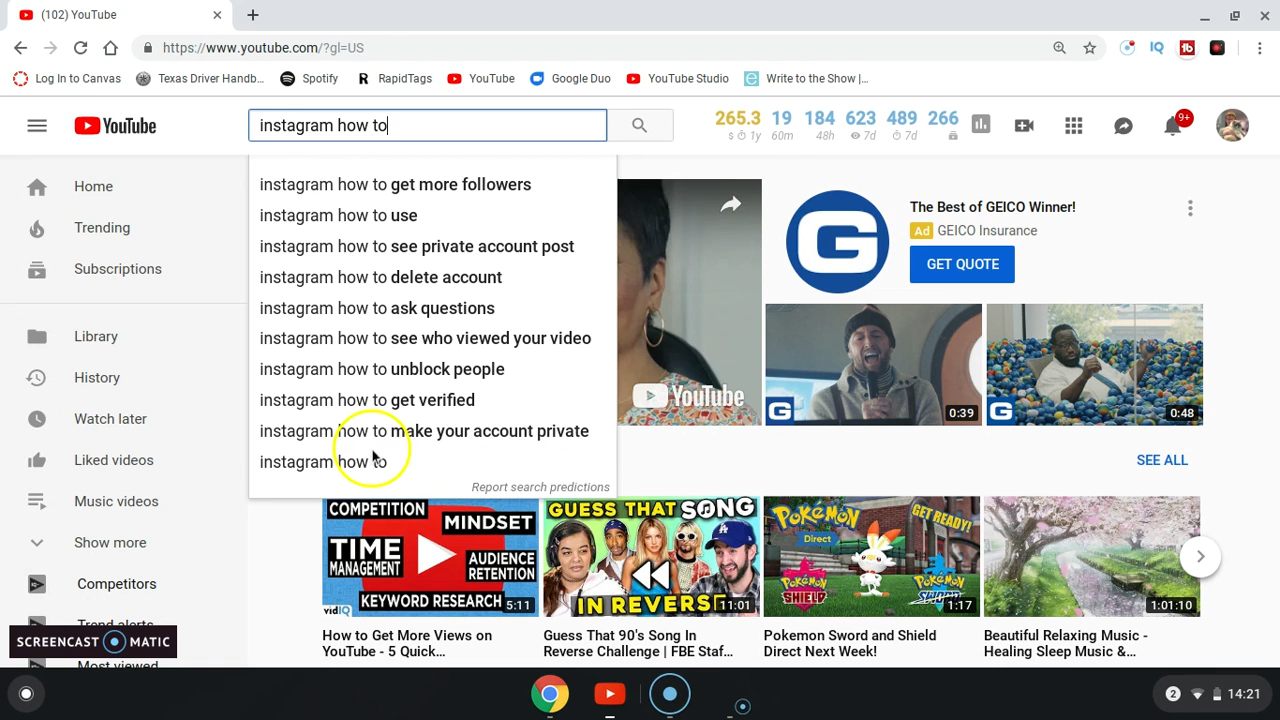 (102) YouTube
https://www.youtube.com/?gl=US
IQ
Log In to Canvas
Texas Driver Handb...
Spotify
R RapidTags
YouTube
Google Duo
YouTube Studio
Write to the Show |...
YouTube
instagram how to
265.3 19 184 623 489 266
$ 1y 60m 48h 7d 7d
9+
Home
Trending
Subscriptions
Library
History
Watch later
Liked videos
Music videos
Show more
Competitors
Trend alerts
Most viewed
instagram how to get more followers
instagram how to use
instagram how to see private account post
instagram how to delete account
instagram how to ask questions
instagram how to see who viewed your video
instagram how to unblock people
instagram how to get verified
instagram how to make your account private
instagram how to
Report search predictions
YouTube
G
The Best of GEICO Winner!
Ad GEICO Insurance
GET QUOTE
G
0:39
G
0:48
SEE ALL
COMPETITION
MINDSET
TIME
MANAGEMENT
AUDIENCE
RETENTION
KEYWORD RESEARCH
vidIQ
5:11
How to Get More Views on
YouTube - 5 Quick...
GUESS THAT SONG
IN REVERSE
11:01
Guess That 90's Song In
Reverse Challenge | FBE Staf...
Pokémon
Direct
GET READY!
POKÉMON
SHIELD
POKÉMON
SWORD
1:17
Pokemon Sword and Shield
Direct Next Week!
1:01:10
Beautiful Relaxing Music -
Healing Sleep Music &...
SCREENCAST MATIC
2
14:21